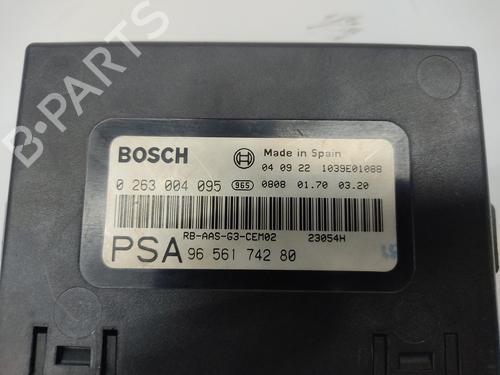 BOSCH
Made in Spain
04 09 22 1039E01088
0 263 004 095 965 0808 01.70 03.20
RB-AAS-G3-CEM02 23054H
PSA 96 561 742 80
B-PARTS